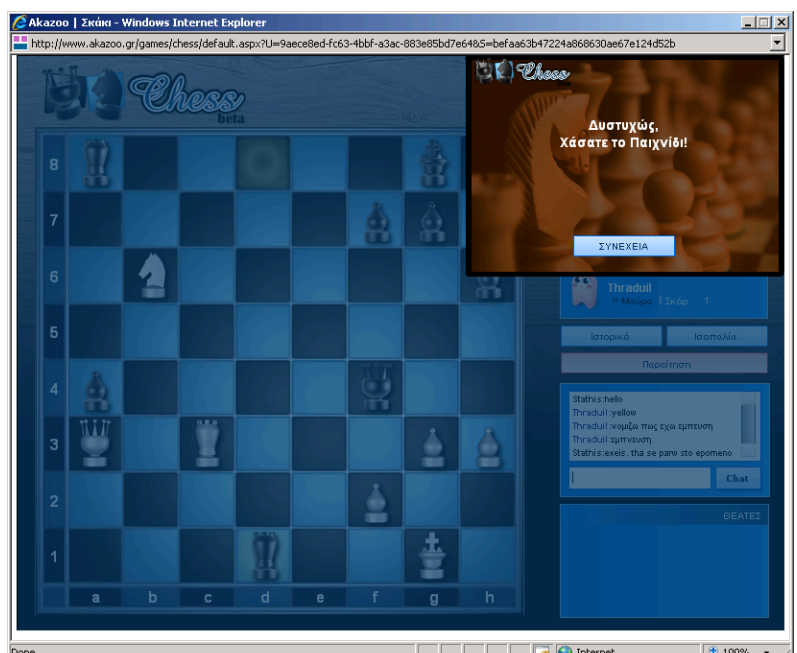 Akazoo | Σκάκι - Windows Internet Explorer
http://www.akazoo.gr/games/chess/default.aspx?U=9aece8ed-fc63-4bbf-a3ac-883e85bd7e64&S=befaa63b47224a868630ae67e124d52b
Chess
beta
Chess
beta
Δυστυχώς,
Χάσατε το Παιχνίδι!
ΣΥΝΕΧΕΙΑ
8
7
6
5
4
3
2
1
a b c d e f g h
Thraduil
Μαύρα | Σκόρ 1
Ιστορικό Ισοπαλία
Παραίτηση
Stathis:hello
Thraduil:yellow
Thraduil:νομιζω πως εχω εμπευση
Thraduil:εμπνευση
Stathis:exeis. tha se parw sto epomeno
Chat
ΘΕΑΤΕΣ
Done
Internet
100%